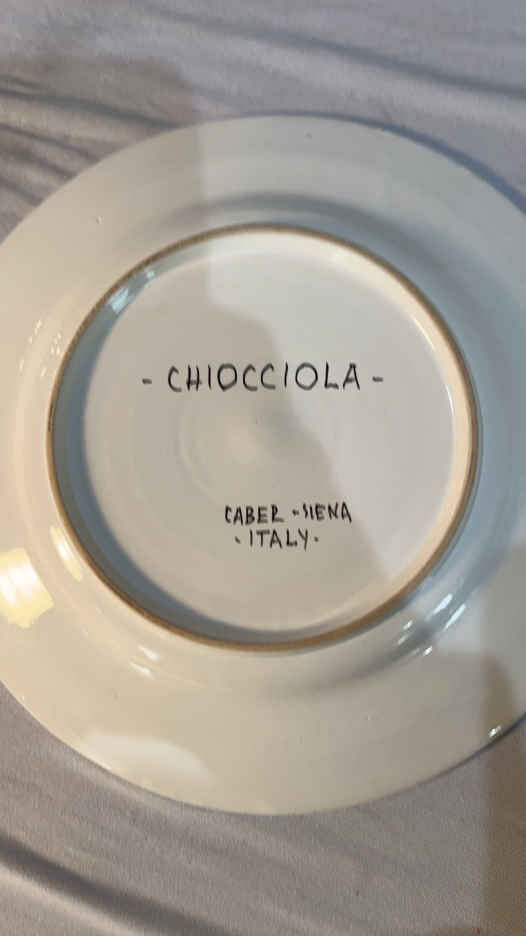 - CHIOCCIOLA -
CABER - SIENA
- ITALY -